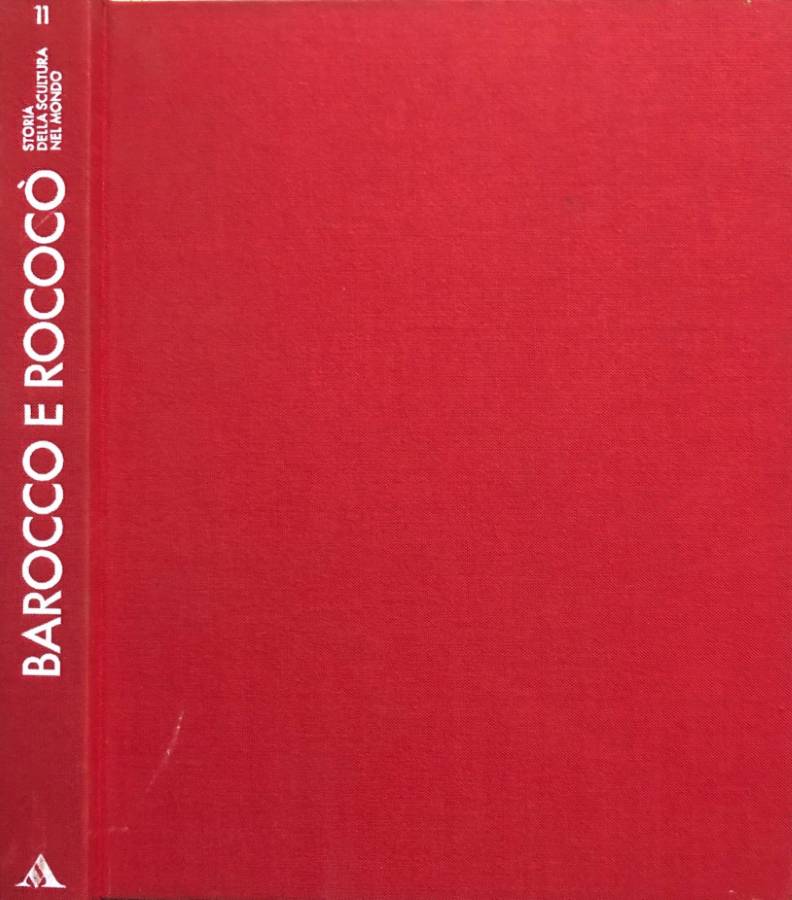 11
STORIA
DELLA SCULTURA
NEL MONDO
BAROCCO E ROCOCÒ